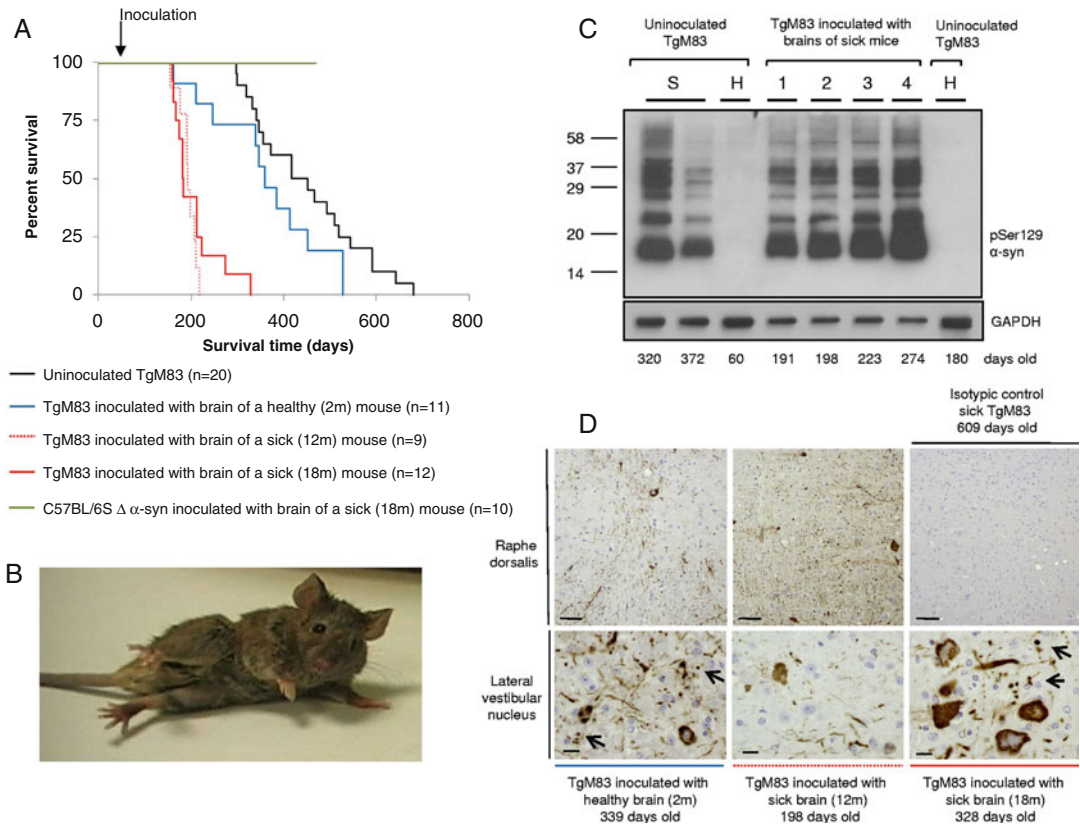 A
Inoculation
100
75
50
25
0
Percent survival
0 200 400 600 800
Survival time (days)
Uninoculated TgM83 (n=20)
TgM83 inoculated with brain of a healthy (2m) mouse (n=11)
TgM83 inoculated with brain of a sick (12m) mouse (n=9)
TgM83 inoculated with brain of a sick (18m) mouse (n=12)
C57BL/6S Δ α-syn inoculated with brain of a sick (18m) mouse (n=10)
B
C
Uninoculated
TgM83
TgM83 inoculated with
brains of sick mice
Uninoculated
TgM83
S H 1 2 3 4 H
58
37
29
20
14
pSer129
α-syn
GAPDH
320 372 60 191 198 223 274 180 days old
D
Isotypic control
sick TgM83
609 days old
Raphe
dorsalis
Lateral
vestibular
nucleus
TgM83 inoculated with
healthy brain (2m)
339 days old
TgM83 inoculated with
sick brain (12m)
198 days old
TgM83 inoculated with
sick brain (18m)
328 days old